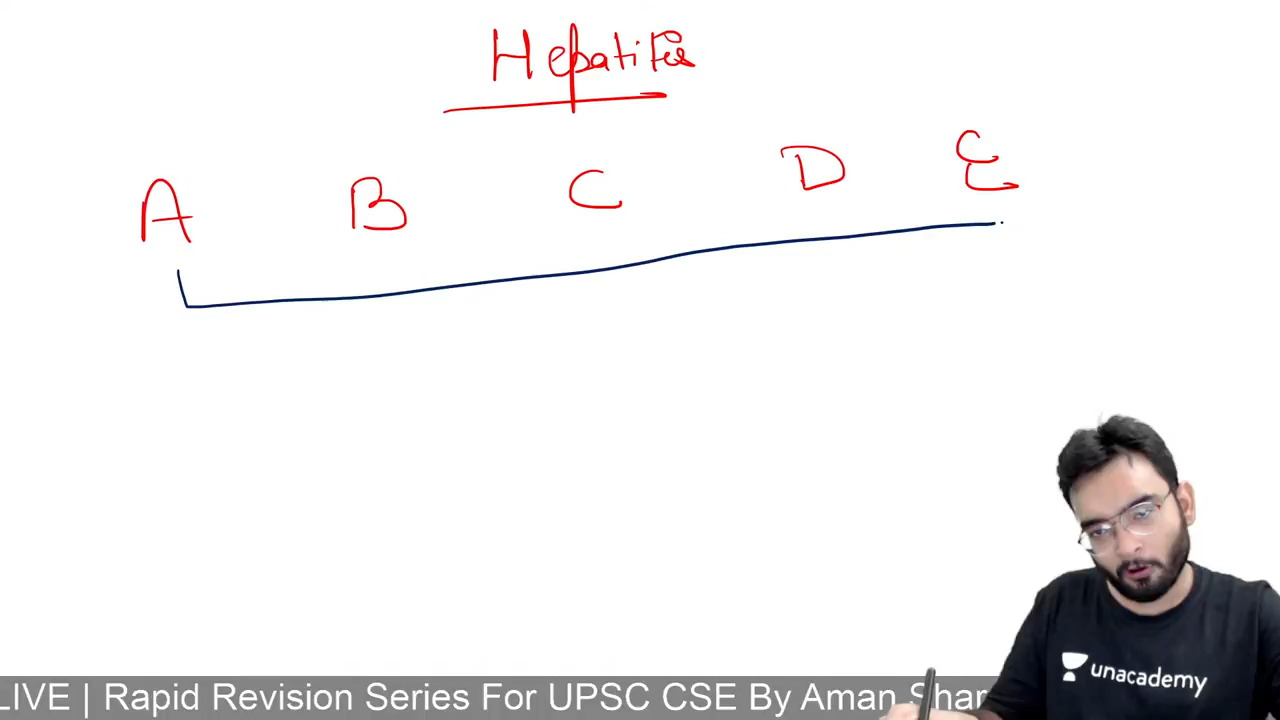 Hepatitis
A B C D E
unacademy
LIVE | Rapid Revision Series For UPSC CSE By Aman Shar